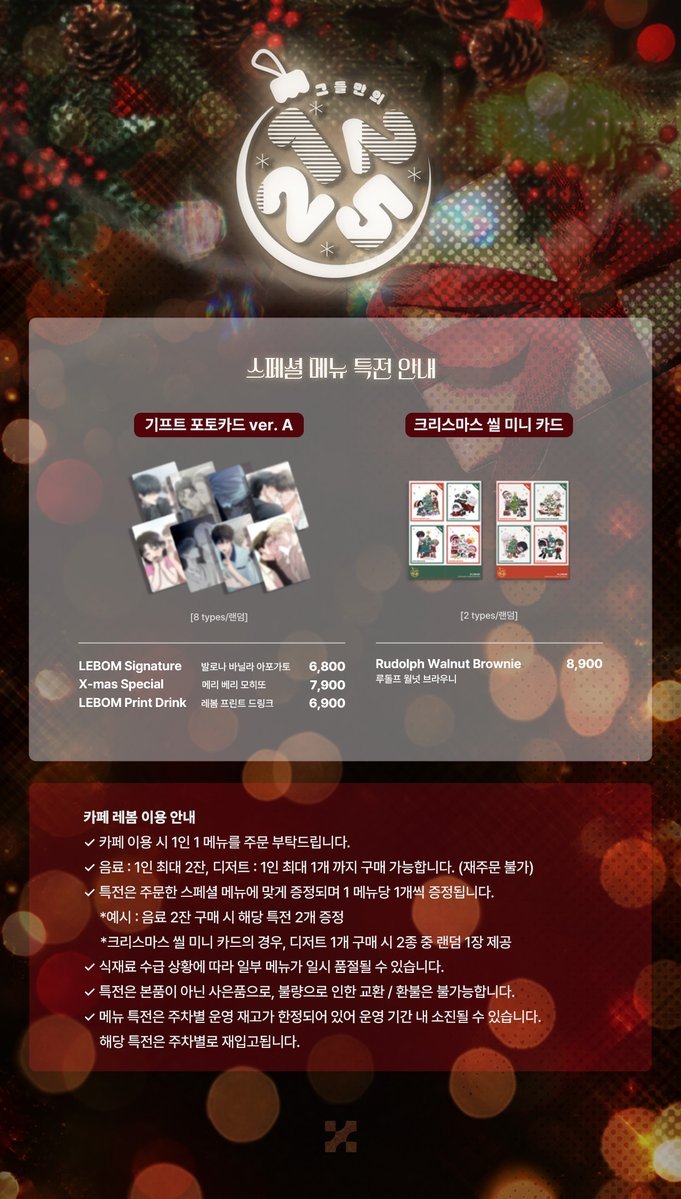 그들만의
12
25
스페셜 메뉴 특전 안내
기프트 포토카드 ver. A
크리스마스 씰 미니 카드
[8 types/랜덤]
[2 types/랜덤]
LEBOM Signature 발로나 바닐라 아포가토 6,800
X-mas Special 메리 베리 모히또 7,900
LEBOM Print Drink 레봄 프린트 드링크 6,900
Rudolph Walnut Brownie 8,900
루돌프 월넛 브라우니
카페 레봄 이용 안내
✓ 카페 이용 시 1인 1 메뉴를 주문 부탁드립니다.
✓ 음료 : 1인 최대 2잔, 디저트 : 1인 최대 1개 까지 구매 가능합니다. (재주문 불가)
✓ 특전은 주문한 스페셜 메뉴에 맞게 증정되며 1 메뉴당 1개씩 증정됩니다.
*예시 : 음료 2잔 구매 시 해당 특전 2개 증정
*크리스마스 씰 미니 카드의 경우, 디저트 1개 구매 시 2종 중 랜덤 1장 제공
✓ 식재료 수급 상황에 따라 일부 메뉴가 일시 품절될 수 있습니다.
✓ 특전은 본품이 아닌 사은품으로, 불량으로 인한 교환 / 환불은 불가능합니다.
✓ 메뉴 특전은 주차별 운영 재고가 한정되어 있어 운영 기간 내 소진될 수 있습니다.
해당 특전은 주차별로 재입고됩니다.